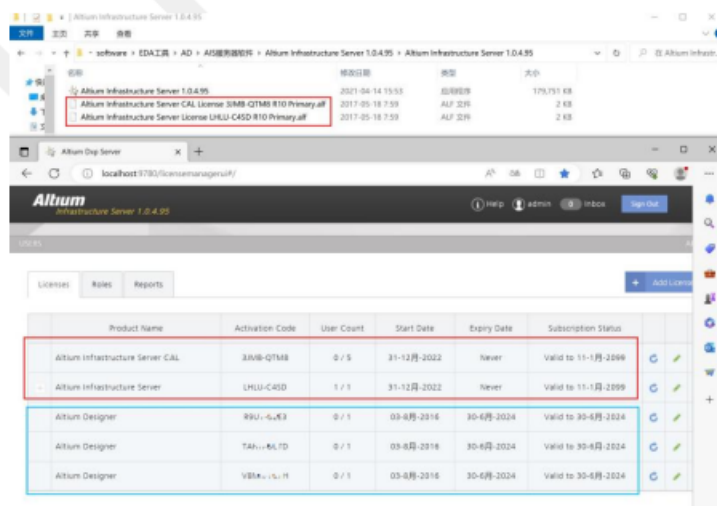 Altium Infrastructure Server 1.0.4.95
文件 主页 共享 查看
software › EDA工具 › AD › AIS服务器软件 › Altium Infrastructure Server 1.0.4.95 › Altium Infrastructure Server 1.0.4.95
名称 修改日期 类型 大小
Altium Infrastructure Server 1.0.4.95 2021-04-14 15:53 应用程序 179,751 KB
Altium Infrastructure Server CAL License 3JMB-QTMB R10 Primary.alf 2017-05-18 7:59 ALF 文件 2 KB
Altium Infrastructure Server License LHLU-C4SD R10 Primary.alf 2017-05-18 7:59 ALF 文件 2 KB
Altium Dxp Server
localhost:9780/licensemanagerui#/
Altium
Infrastructure Server 1.0.4.95
Help admin 0 Inbox Sign Out
Licenses Roles Reports
+ Add License
Product Name Activation Code User Count Start Date Expiry Date Subscription Status
Altium Infrastructure Server CAL 3JMB-QTMB 0 / 5 31-12月-2022 Never Valid to 11-1月-2099
Altium Infrastructure Server LHLU-C4SD 1 / 1 31-12月-2022 Never Valid to 11-1月-2099
Altium Designer 0 / 1 03-8月-2016 30-6月-2024 Valid to 30-6月-2024
Altium Designer 0 / 1 03-8月-2016 30-6月-2024 Valid to 30-6月-2024
Altium Designer 0 / 1 03-8月-2016 30-6月-2024 Valid to 30-6月-2024